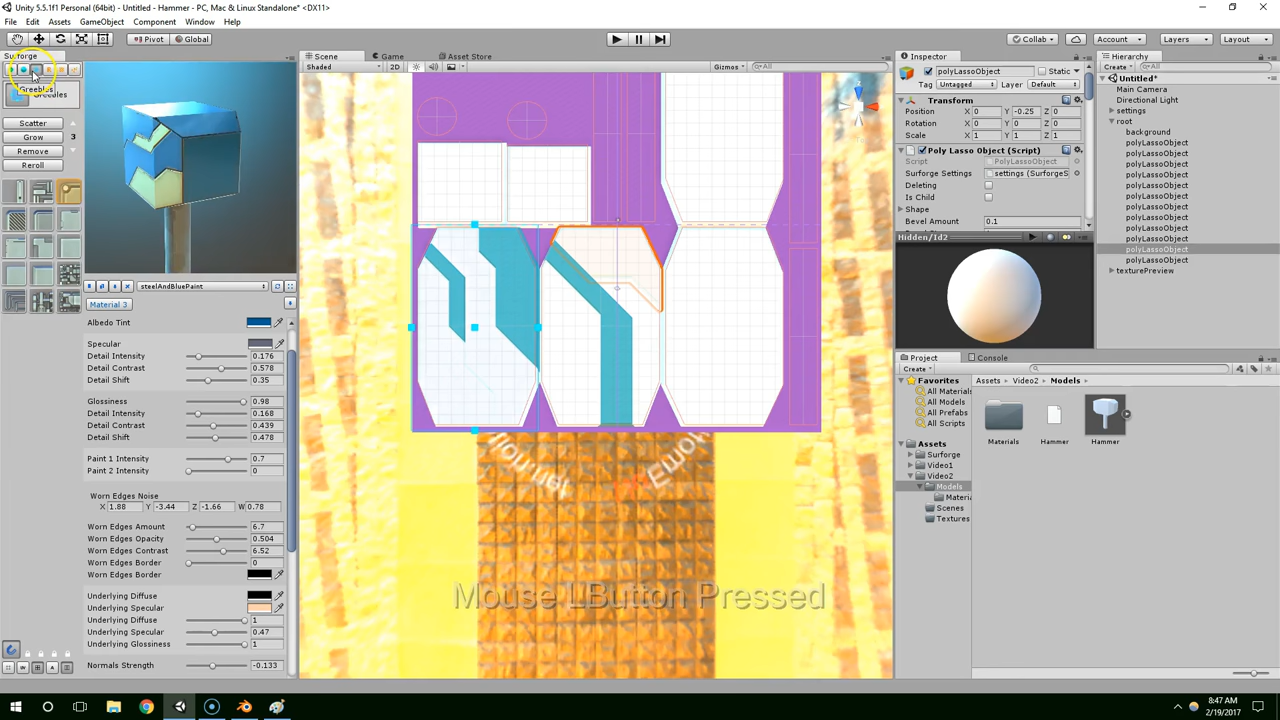 Unity 5.5.1f1 Personal (64bit) - Untitled - Hammer - PC, Mac & Linux Standalone* <DX11>
File Edit Assets GameObject Component Window Help
Pivot Global Collab Account Layers Layout
Surforge Scene Game Asset Store Inspector Hierarchy
Shaded 2D Gizmos All Create All
polyLassoObject Static
Tag Untagged Layer Default
Greebles
Greebles
Scatter
Grow 3
Remove
Reroll
Transform
Position X 0 Y -0.25 Z 0
Rotation X 0 Y 0 Z 0
Scale X 1 Y 1 Z 1
Poly Lasso Object (Script)
Script PolyLassoObject
Surforge Settings settings (SurforgeS
Deleting
Is Child
Shape
Bevel Amount 0.1
Hidden/Id2
Untitled*
Main Camera
Directional Light
settings
root
background
polyLassoObject
polyLassoObject
polyLassoObject
polyLassoObject
polyLassoObject
polyLassoObject
polyLassoObject
polyLassoObject
polyLassoObject
polyLassoObject
polyLassoObject
polyLassoObject
texturePreview
steelAndBluePaint
Material 3
Albedo Tint
Specular
Detail Intensity 0.176
Detail Contrast 0.578
Detail Shift 0.35
Glossiness 0.98
Detail Intensity 0.168
Detail Contrast 0.439
Detail Shift 0.478
Paint 1 Intensity 0.7
Paint 2 Intensity 0
Worn Edges Noise
X 1.88 Y -3.44 Z -1.66 W 0.78
Worn Edges Amount 6.7
Worn Edges Opacity 0.504
Worn Edges Contrast 6.52
Worn Edges Border 0
Worn Edges Border
Underlying Diffuse
Underlying Specular
Underlying Diffuse 1
Underlying Specular 0.47
Underlying Glossiness 1
Normals Strength -0.133
Mouse LButton Pressed
Project Console
Create
Favorites
All Materials
All Models
All Prefabs
All Scripts
Assets
Surforge
Video1
Video2
Models
Materi
Scenes
Textures
Assets Video2 Models
Materials Hammer Hammer
8:47 AM
2/19/2017